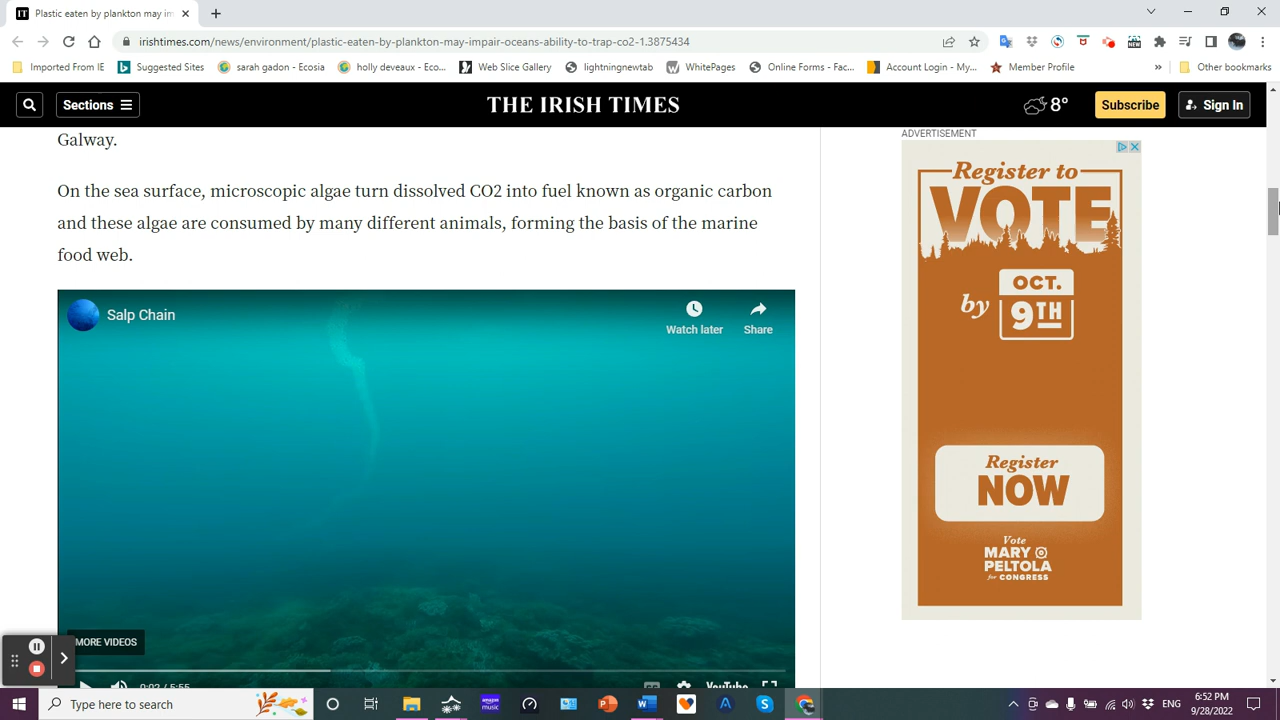 Plastic eaten by plankton may im
irishtimes.com/news/environment/plastic-eaten-by-plankton-may-impair-oceans-ability-to-trap-co2-1.3875434
Imported From IE
Suggested Sites
sarah gadon - Ecosia
holly deveaux - Eco...
Web Slice Gallery
lightningnewtab
WhitePages
Online Forms - Fac...
Account Login - My...
Member Profile
»
Other bookmarks
Sections
THE IRISH TIMES
8°
Subscribe
Sign In
Galway.
On the sea surface, microscopic algae turn dissolved CO2 into fuel known as organic carbon
and these algae are consumed by many different animals, forming the basis of the marine
food web.
Salp Chain
Watch later
Share
MORE VIDEOS
0:02 / 5:55
YouTube
ADVERTISEMENT
Register to
VOTE
by
OCT.
9TH
Register
NOW
Vote
MARY
PELTOLA
for CONGRESS
Type here to search
amazon
music
ENG
6:52 PM
9/28/2022